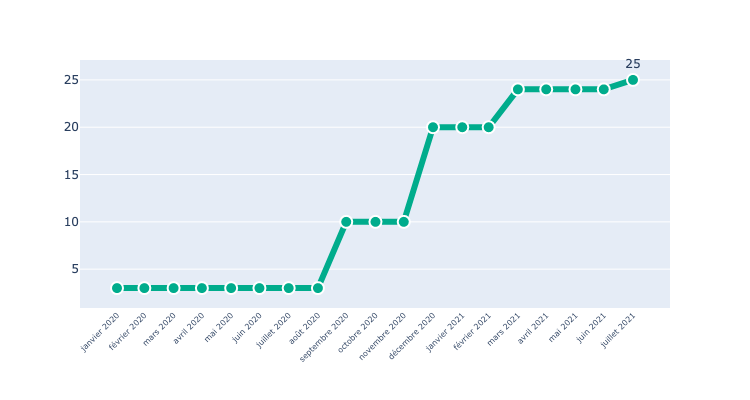 25
25
20
15
10
5
janvier 2020
février 2020
mars 2020
avril 2020
mai 2020
juin 2020
juillet 2020
août 2020
septembre 2020
octobre 2020
novembre 2020
décembre 2020
janvier 2021
février 2021
mars 2021
avril 2021
mai 2021
juin 2021
juillet 2021